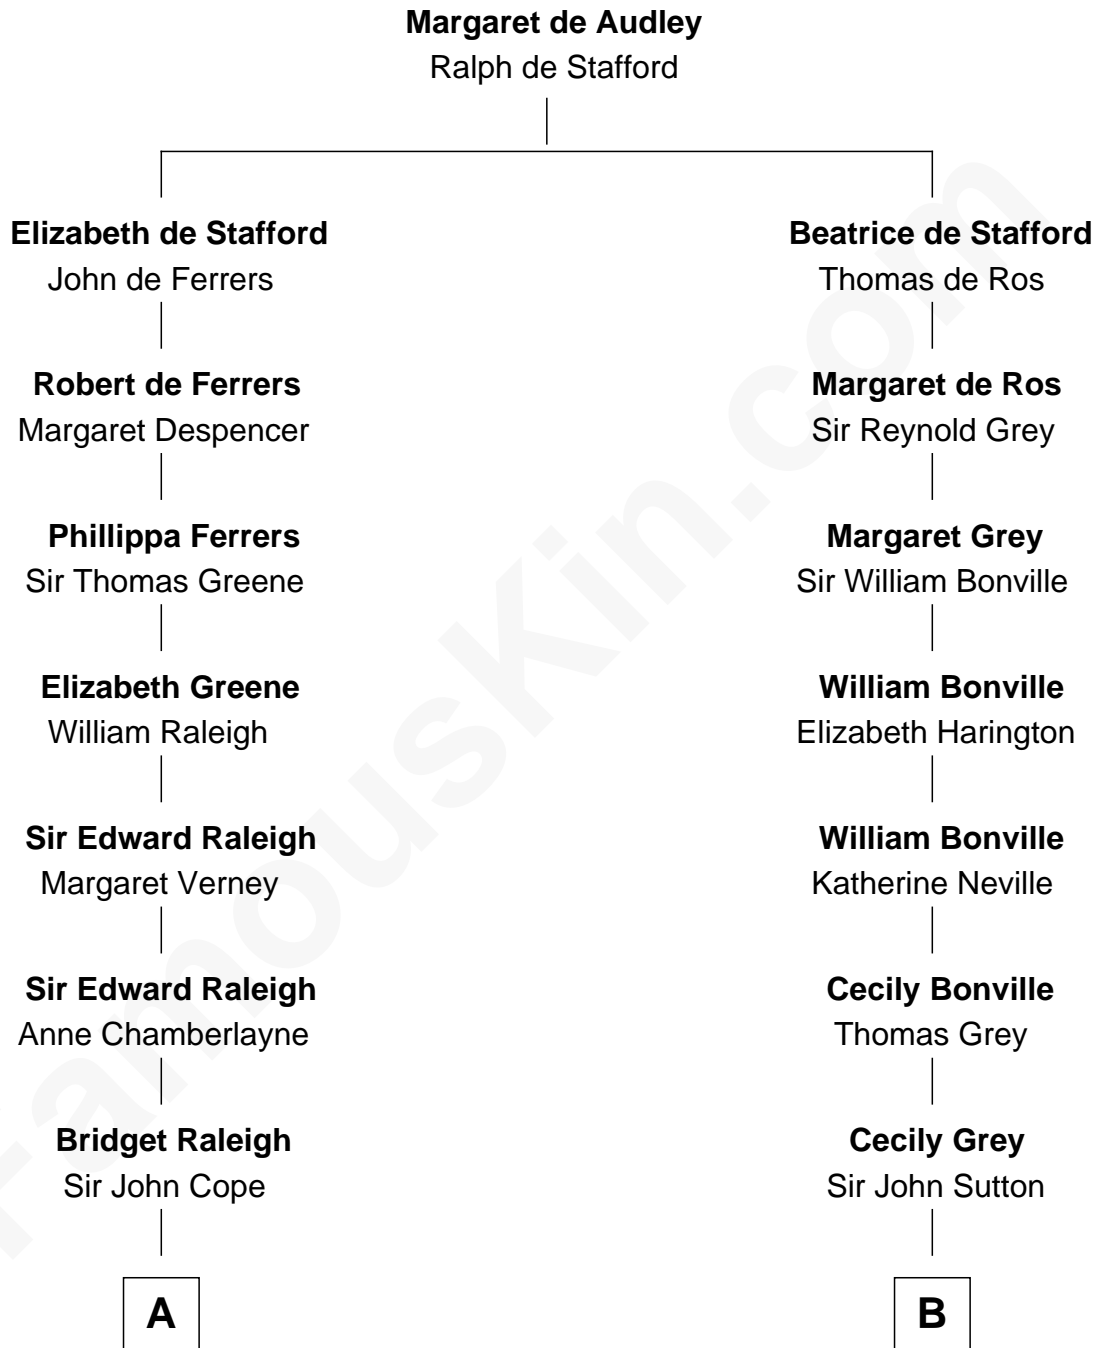 Margaret de Audley
Ralph de Stafford
Elizabeth de Stafford
John de Ferrers
Beatrice de Stafford
Thomas de Ros
Robert de Ferrers
Margaret Despencer
Margaret de Ros
Sir Reynold Grey
Phillippa Ferrers
Sir Thomas Greene
Margaret Grey
Sir William Bonville
Elizabeth Greene
William Raleigh
William Bonville
Elizabeth Harington
Sir Edward Raleigh
Margaret Verney
William Bonville
Katherine Neville
Sir Edward Raleigh
Anne Chamberlayne
Cecily Bonville
Thomas Grey
Bridget Raleigh
Sir John Cope
Cecily Grey
Sir John Sutton
A
B
FamousKin.com